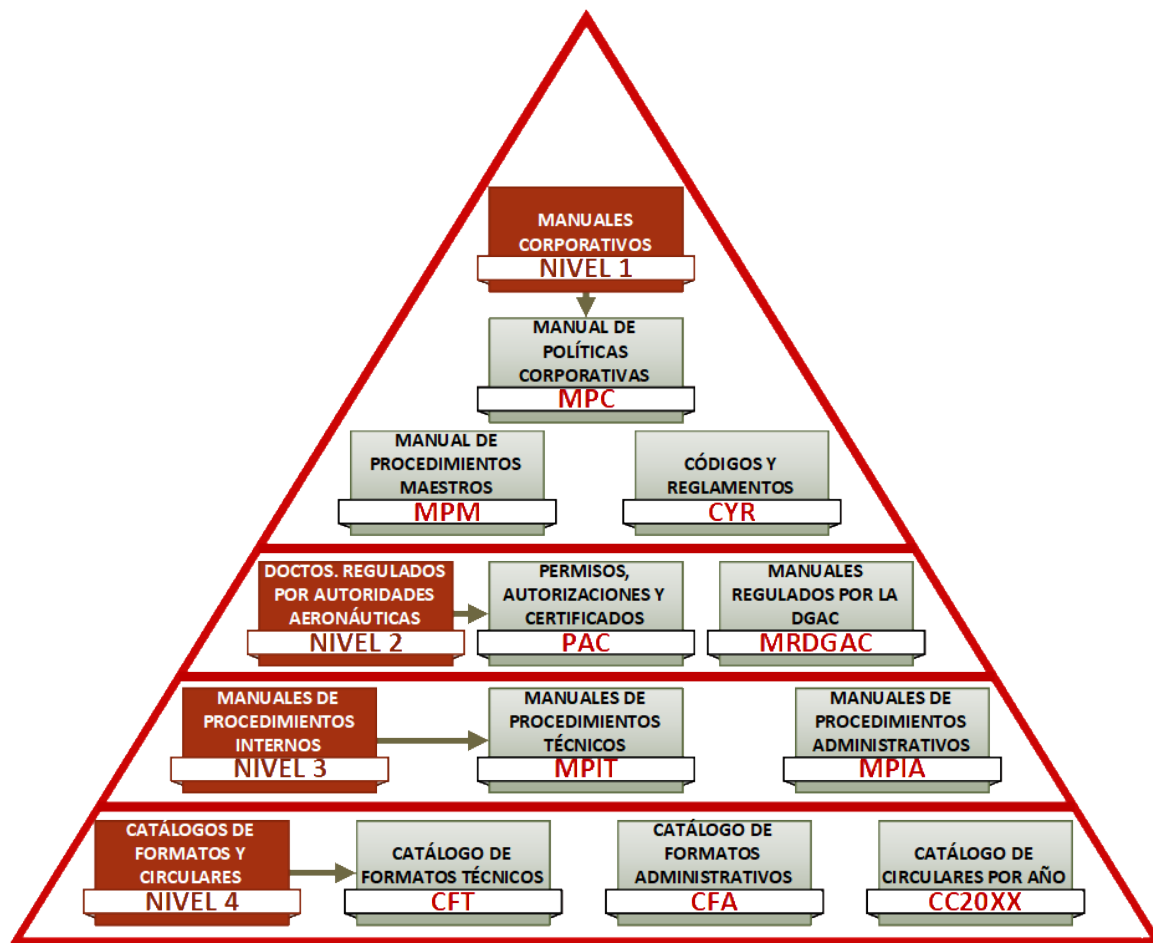 MANUALES
CORPORATIVOS
NIVEL 1
MANUAL DE
POLÍTICAS
CORPORATIVAS
MPC
MANUAL DE
PROCEDIMIENTOS
MAESTROS
MPM
CÓDIGOS Y
REGLAMENTOS
CYR
DOCTOS. REGULADOS
POR AUTORIDADES
AERONÁUTICAS
NIVEL 2
PERMISOS,
AUTORIZACIONES Y
CERTIFICADOS
PAC
MANUALES
REGULADOS POR LA
DGAC
MRDGAC
MANUALES DE
PROCEDIMIENTOS
INTERNOS
NIVEL 3
MANUALES DE
PROCEDIMIENTOS
TÉCNICOS
MPIT
MANUALES DE
PROCEDIMIENTOS
ADMINISTRATIVOS
MPIA
CATÁLOGOS DE
FORMATOS Y
CIRCULARES
NIVEL 4
CATÁLOGO DE
FORMATOS TÉCNICOS
CFT
CATÁLOGO DE
FORMATOS
ADMINISTRATIVOS
CFA
CATÁLOGO DE
CIRCULARES POR AÑO
CC20XX